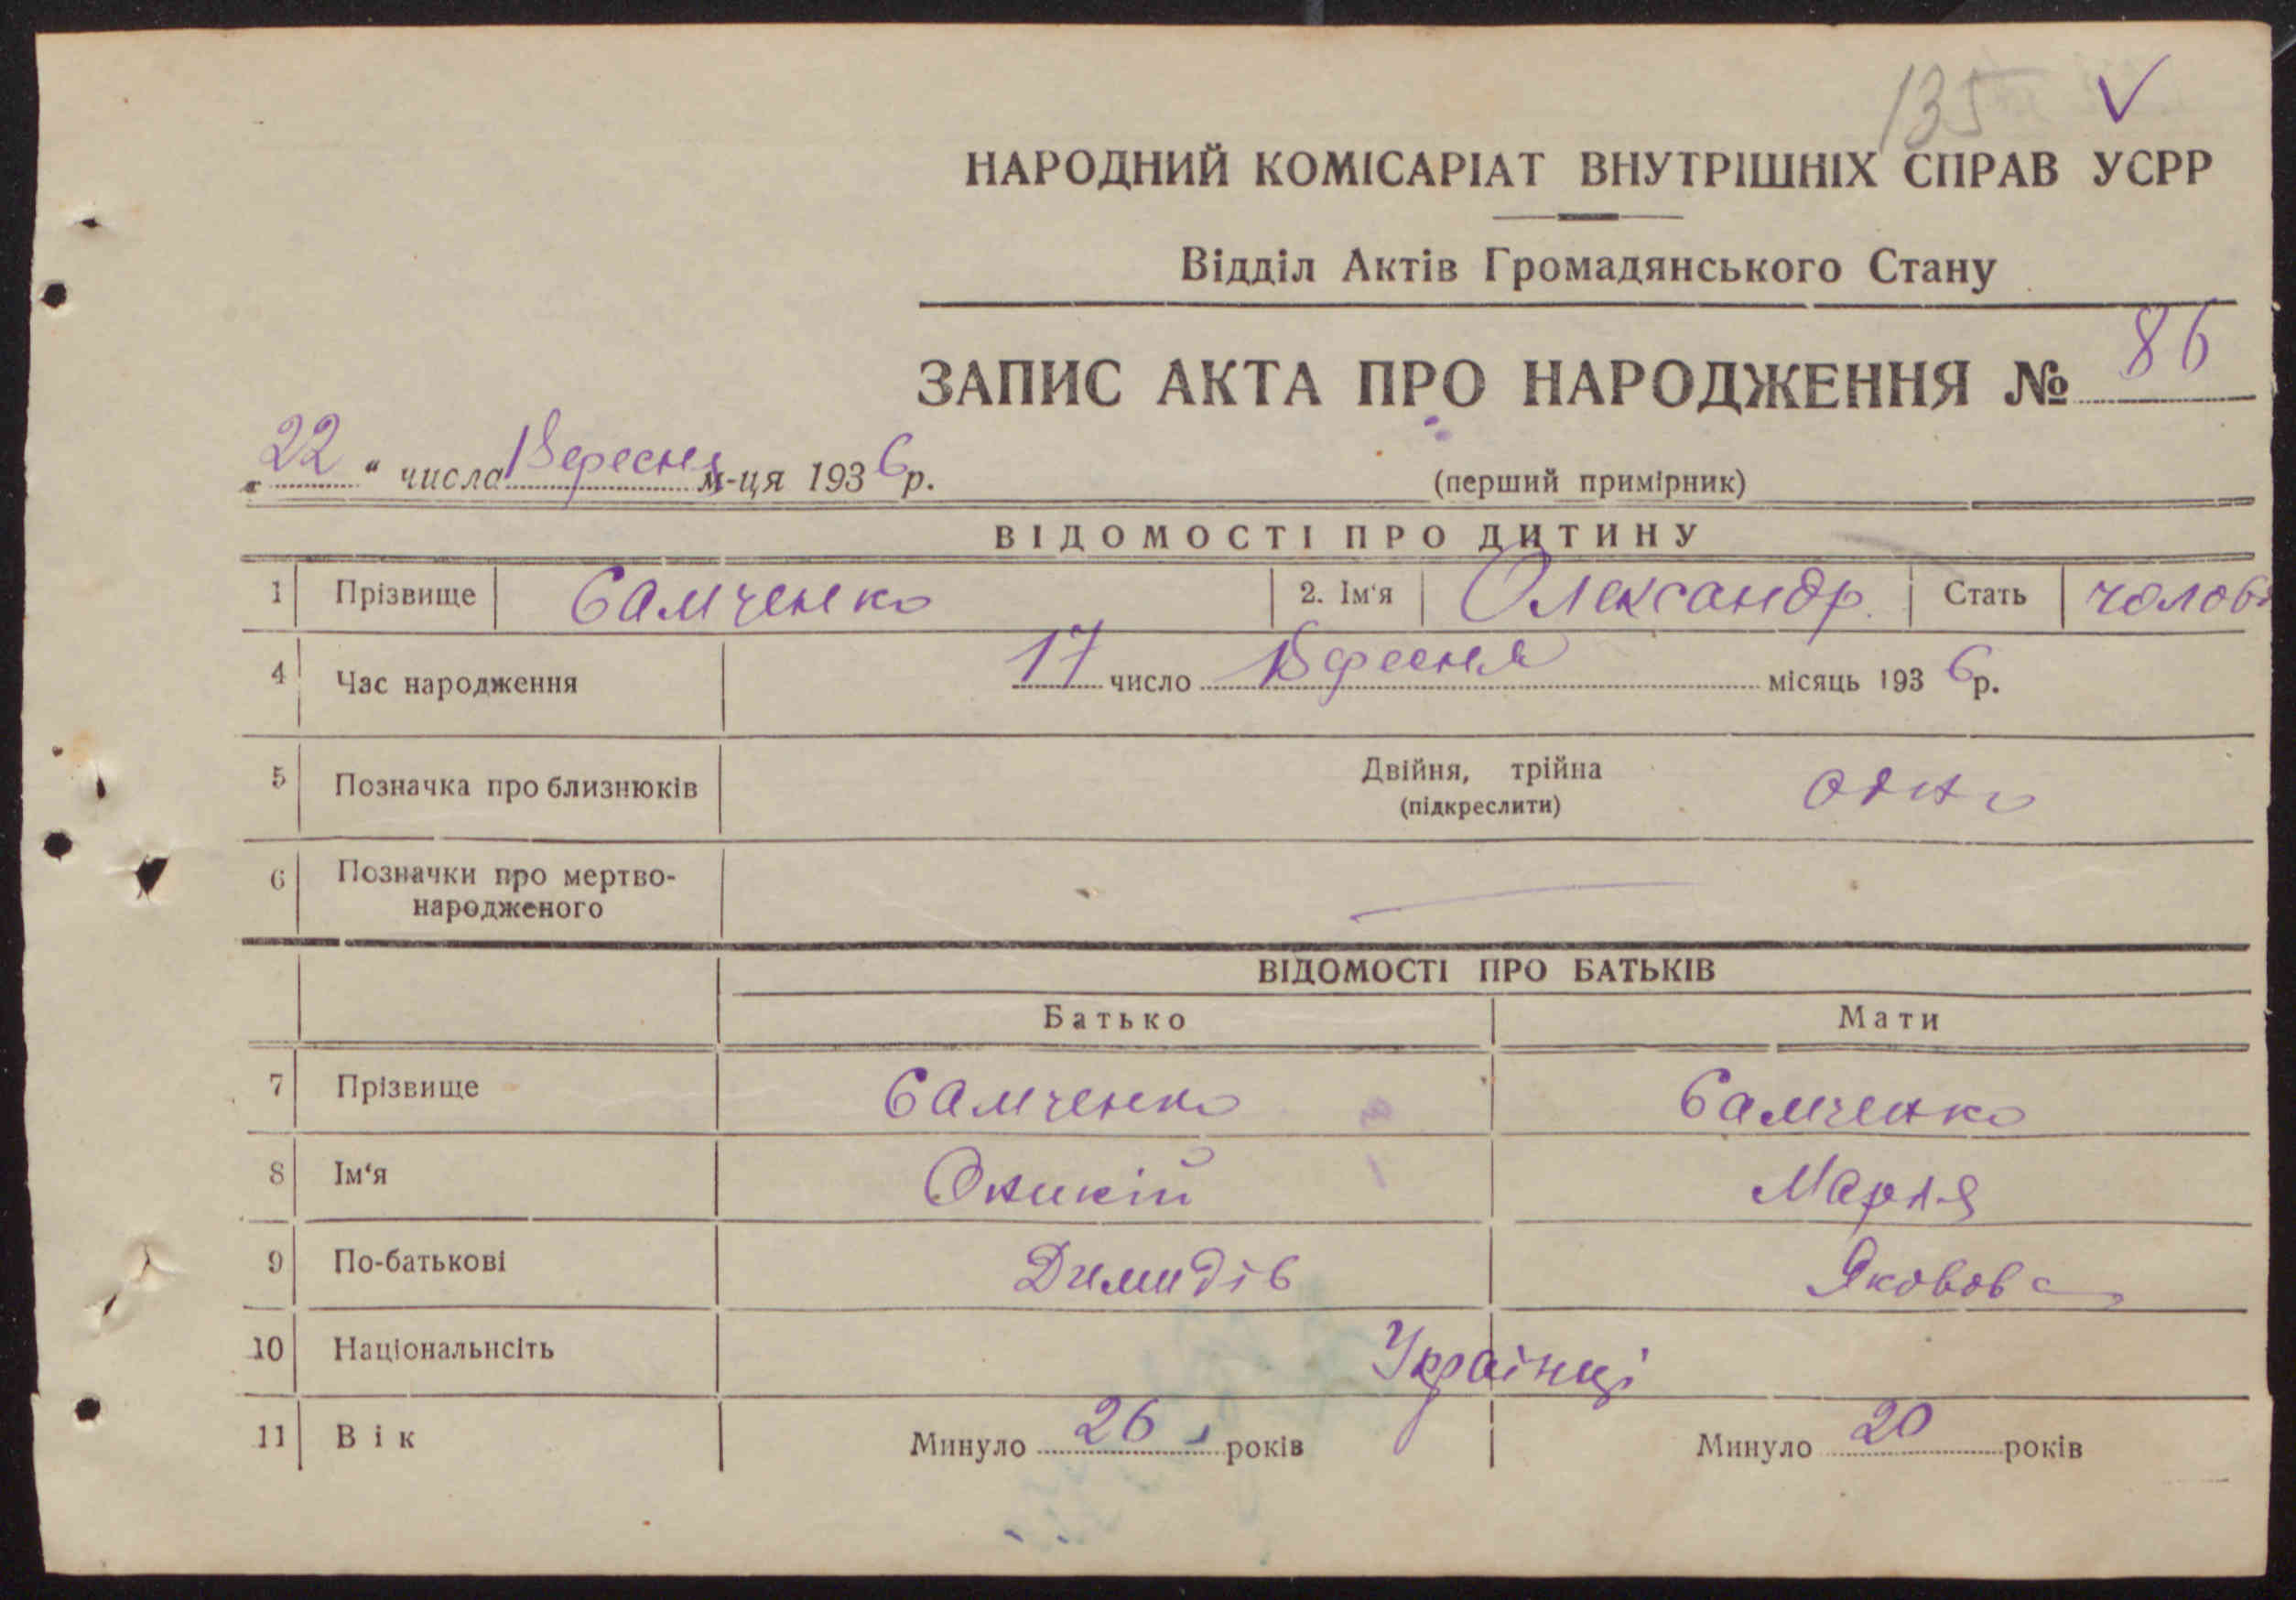 135 V
НАРОДНИЙ КОМІСАРІАТ ВНУТРІШНІХ СПРАВ УСРР
Відділ Актів Громадянського Стану
ЗАПИС АКТА ПРО НАРОДЖЕННЯ № 86
„22“ числа Вересня м-ця 1936р.
(перший примірник)
ВІДОМОСТІ ПРО ДИТИНУ
1 Прізвище Самченко 2. Ім‘я Олександр Стать чолові
4 Час народження 17 число Вересня місяць 1936р.
5 Позначка про близнюків Двійня, трійна одно
(підкреслити)
6 Позначки про мертво-
народженого —
ВІДОМОСТІ ПРО БАТЬКІВ
Батько Мати
7 Прізвище Самченко Самченко
8 Ім‘я Оникій Марія
9 По-батькові Димидів Яковова
10 Національнсіть Українці
11 Вік Минуло 26 років Минуло 20 років